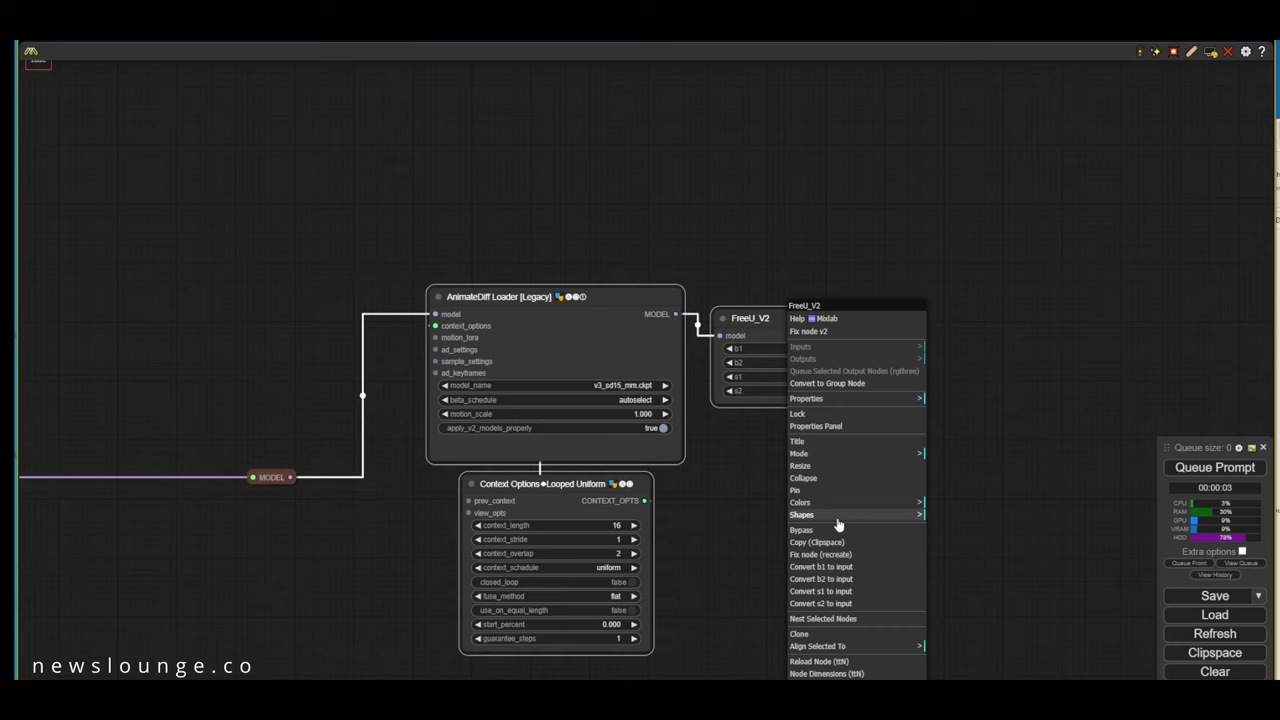 AnimateDiff Loader [Legacy]
model
MODEL
context_options
motion_lora
ad_settings
sample_settings
ad_keyframes
model_name
v3_sd15_mm.ckpt
beta_schedule
autoselect
motion_scale
1.000
apply_v2_models_properly
true
MODEL
Context Options◆Looped Uniform
prev_context
CONTEXT_OPTS
view_opts
context_length
16
context_stride
1
context_overlap
2
context_schedule
uniform
closed_loop
false
fuse_method
flat
use_on_equal_length
false
start_percent
0.000
guarantee_steps
1
FreeU_V2
model
b1
b2
s1
s2
FreeU_V2
Help Mixlab
Fix node v2
Inputs >
Outputs >
Queue Selected Output Nodes (rgthree)
Convert to Group Node
Properties >
Lock
Properties Panel
Title
Mode >
Resize
Collapse
Pin
Colors >
Shapes >
Bypass
Copy (Clipspace)
Fix node (recreate)
Convert b1 to input
Convert b2 to input
Convert s1 to input
Convert s2 to input
Nest Selected Nodes
Clone
Align Selected To >
Reload Node (ttN)
Node Dimensions (ttN)
Queue size: 0
Queue Prompt
00:00:03
CPU 3%
RAM 30%
GPU 9%
VRAM 9%
HDD 78%
Extra options
Queue Front
View Queue
View History
Save
Load
Refresh
Clipspace
Clear
newslounge.co